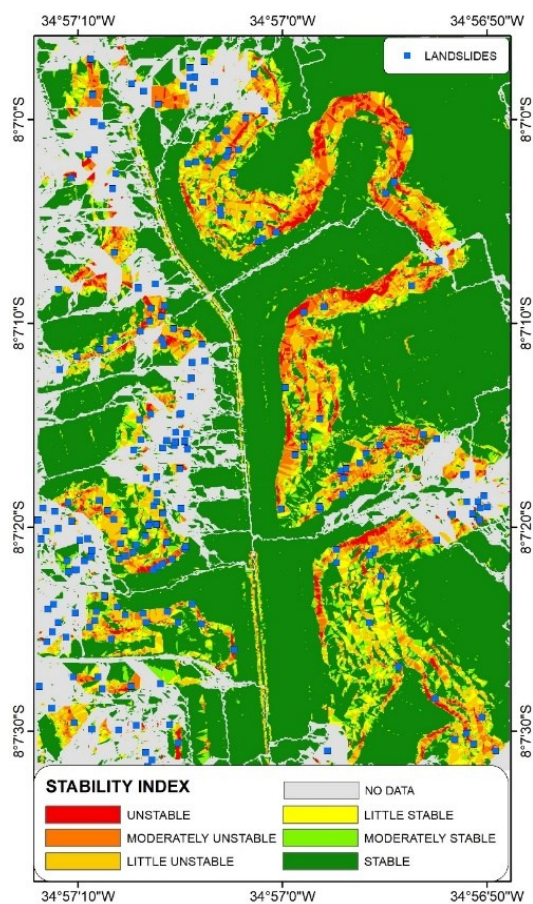 34°57'10"W 34°57'0"W 34°56'50"W
LANDSLIDES
8°7'0"S 8°7'0"S
8°7'10"S 8°7'10"S
8°7'20"S 8°7'20"S
8°7'30"S 8°7'30"S
STABILITY INDEX
NO DATA
UNSTABLE LITTLE STABLE
MODERATELY UNSTABLE MODERATELY STABLE
LITTLE UNSTABLE STABLE
34°57'10"W 34°57'0"W 34°56'50"W